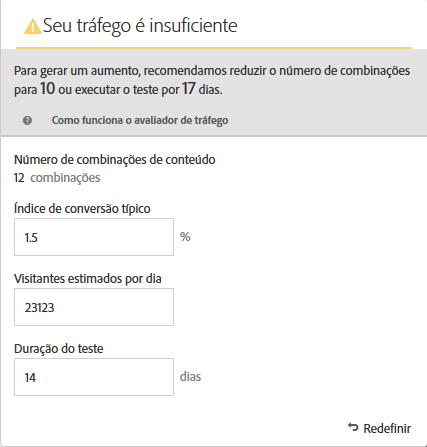 Seu tráfego é insuficiente
Para gerar um aumento, recomendamos reduzir o número de combinações
para 10 ou executar o teste por 17 dias.
Como funciona o avaliador de tráfego
Número de combinações de conteúdo
12 combinações
Índice de conversão típico
1.5 %
Visitantes estimados por dia
23123
Duração do teste
14 dias
Redefinir